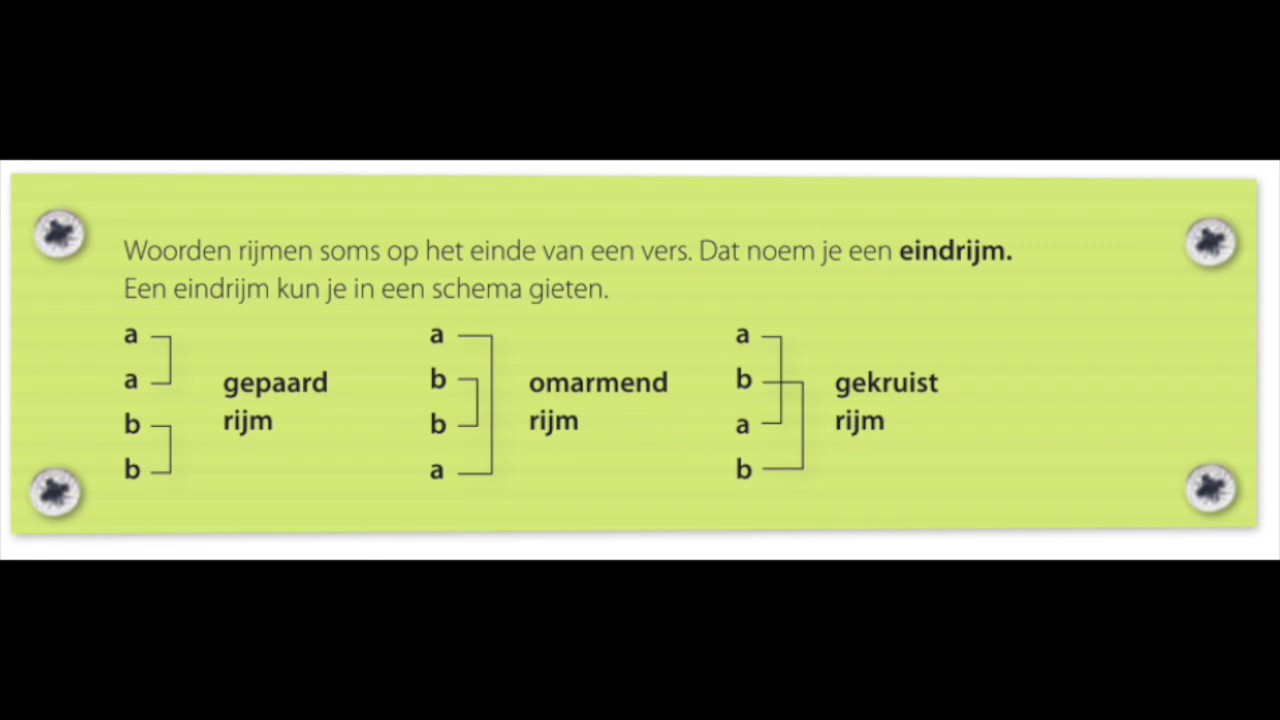 Woorden rijmen soms op het einde van een vers. Dat noem je een eindrijm.
Een eindrijm kun je in een schema gieten.
a
a
b
b
gepaard
rijm
a
b
b
a
omarmend
rijm
a
b
a
b
gekruist
rijm